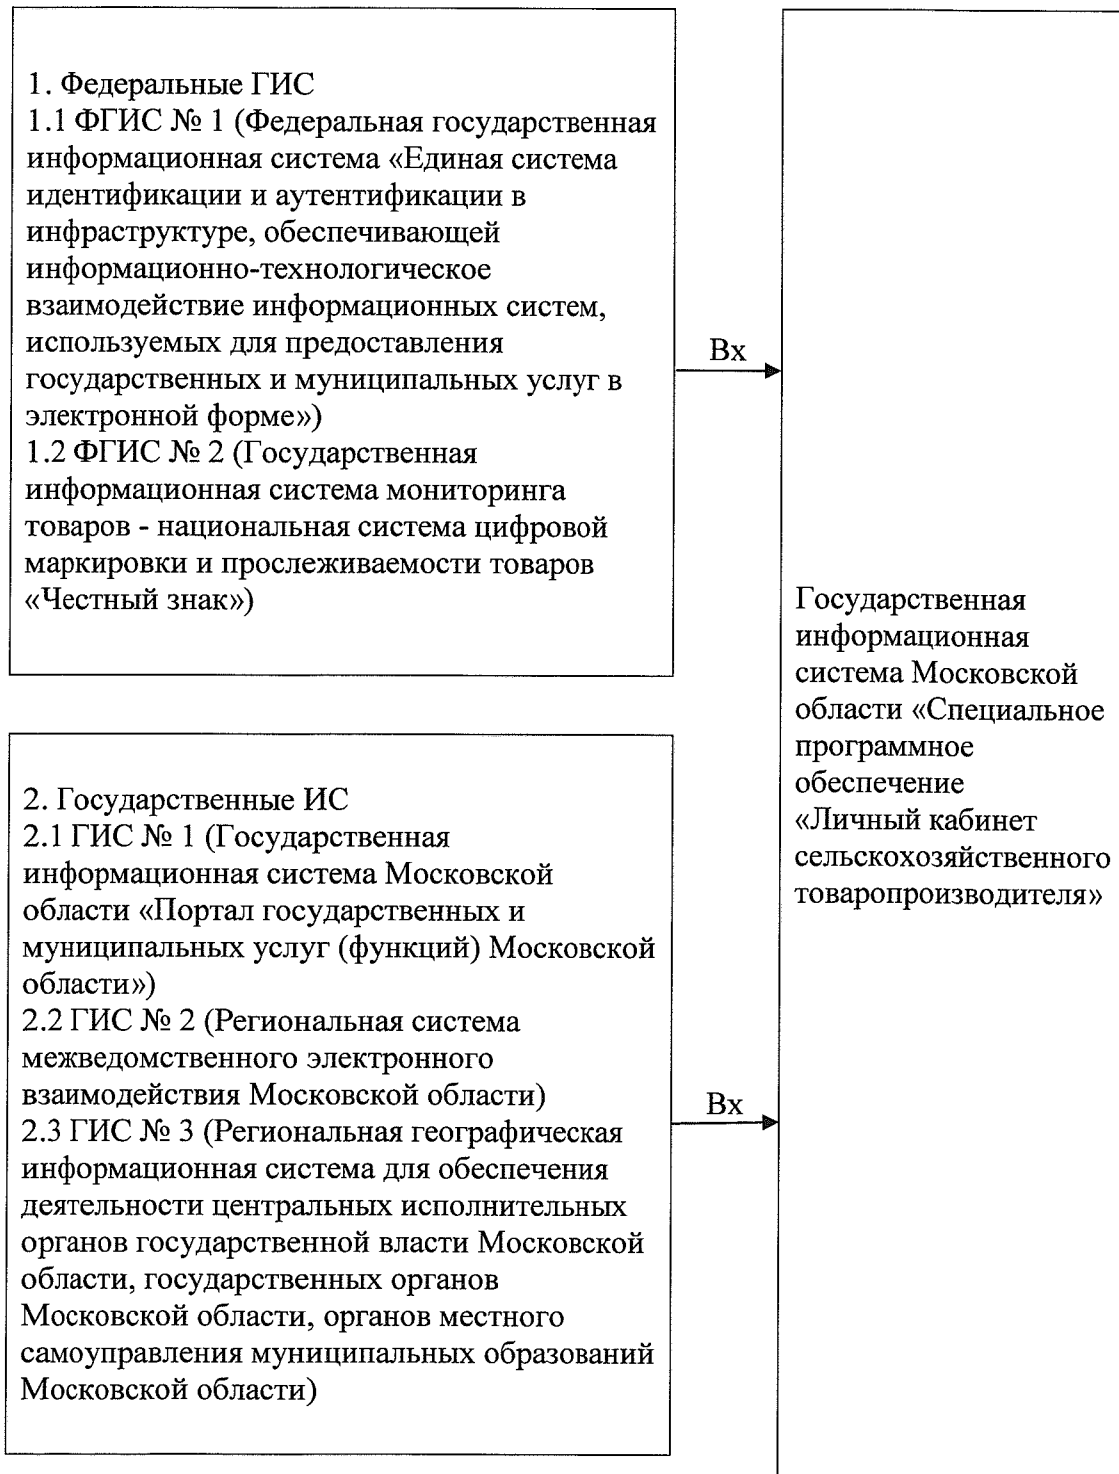 1. Федеральные ГИС
1.1 ФГИС № 1 (Федеральная государственная
информационная система «Единая система
идентификации и аутентификации в
инфраструктуре, обеспечивающей
информационно-технологическое
взаимодействие информационных систем,
используемых для предоставления
государственных и муниципальных услуг в
электронной форме»)
1.2 ФГИС № 2 (Государственная
информационная система мониторинга
товаров - национальная система цифровой
маркировки и прослеживаемости товаров
«Честный знак»)
Вх
2. Государственные ИС
2.1 ГИС № 1 (Государственная
информационная система Московской
области «Портал государственных и
муниципальных услуг (функций) Московской
области»)
2.2 ГИС № 2 (Региональная система
межведомственного электронного
взаимодействия Московской области)
2.3 ГИС № 3 (Региональная географическая
информационная система для обеспечения
деятельности центральных исполнительных
органов государственной власти Московской
области, государственных органов
Московской области, органов местного
самоуправления муниципальных образований
Московской области)
Вх
Государственная
информационная
система Московской
области «Специальное
программное
обеспечение
«Личный кабинет
сельскохозяйственного
товаропроизводителя»